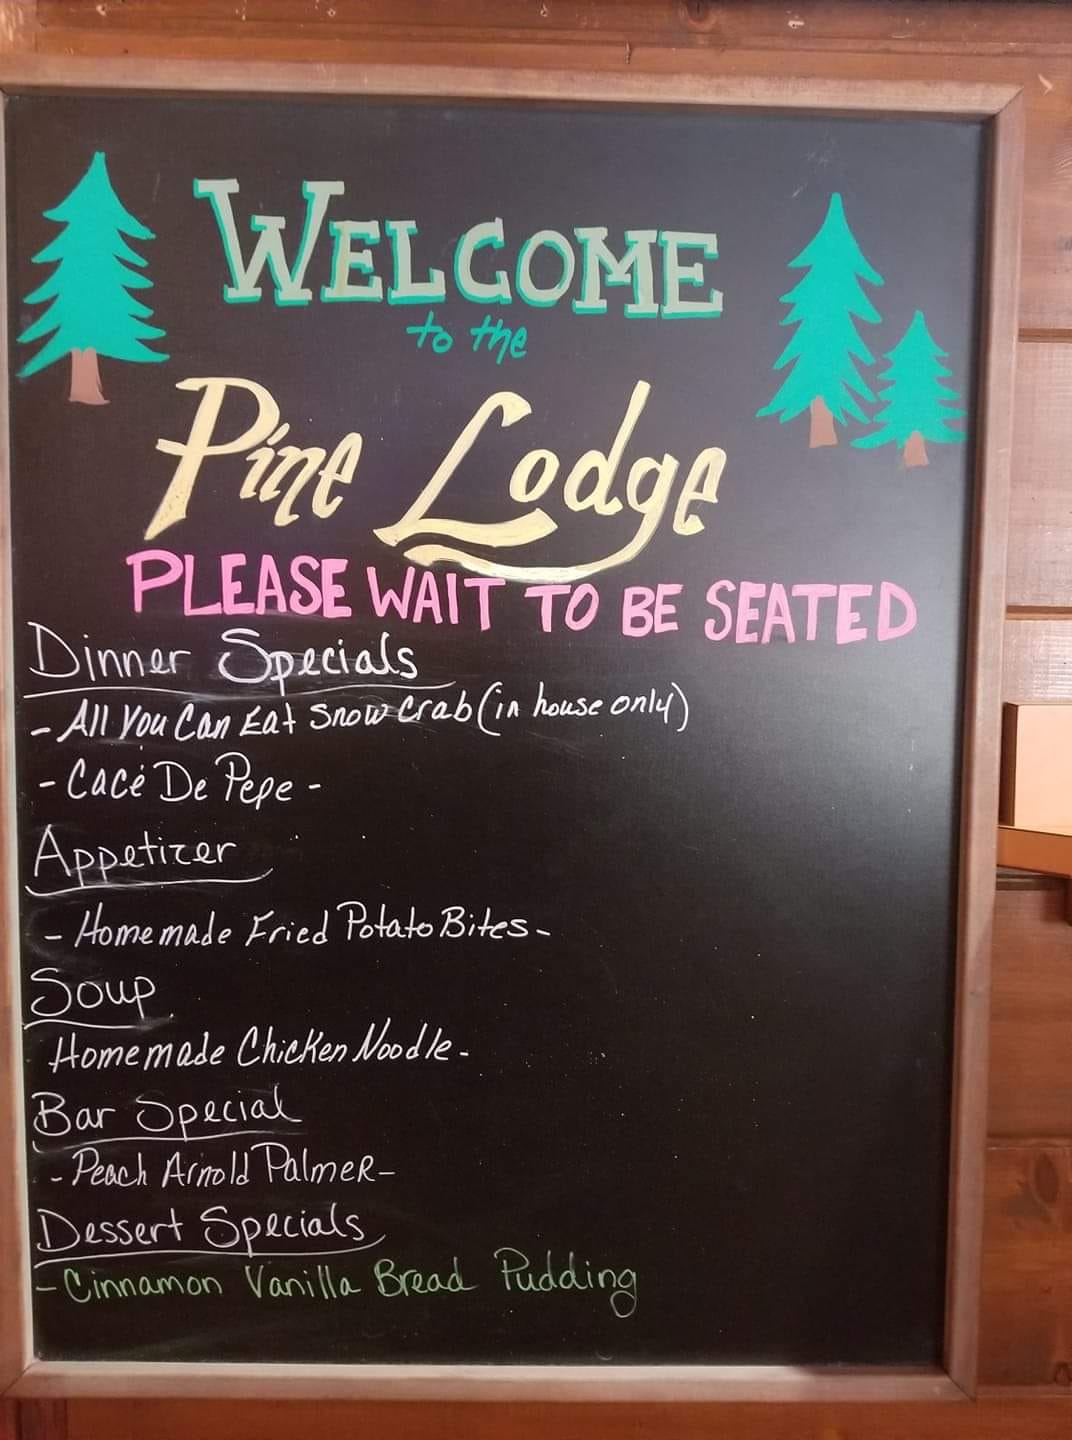 WELCOME
to the
Pine Lodge
PLEASE WAIT TO BE SEATED
Dinner Specials
- All You Can Eat Snow Crab (in house only)
- Cacé De Pepe -
Appetizer
- Homemade Fried Potato Bites -
Soup
Homemade Chicken Noodle -
Bar Special
- Peach Arnold Palmer -
Dessert Specials
- Cinnamon Vanilla Bread Pudding